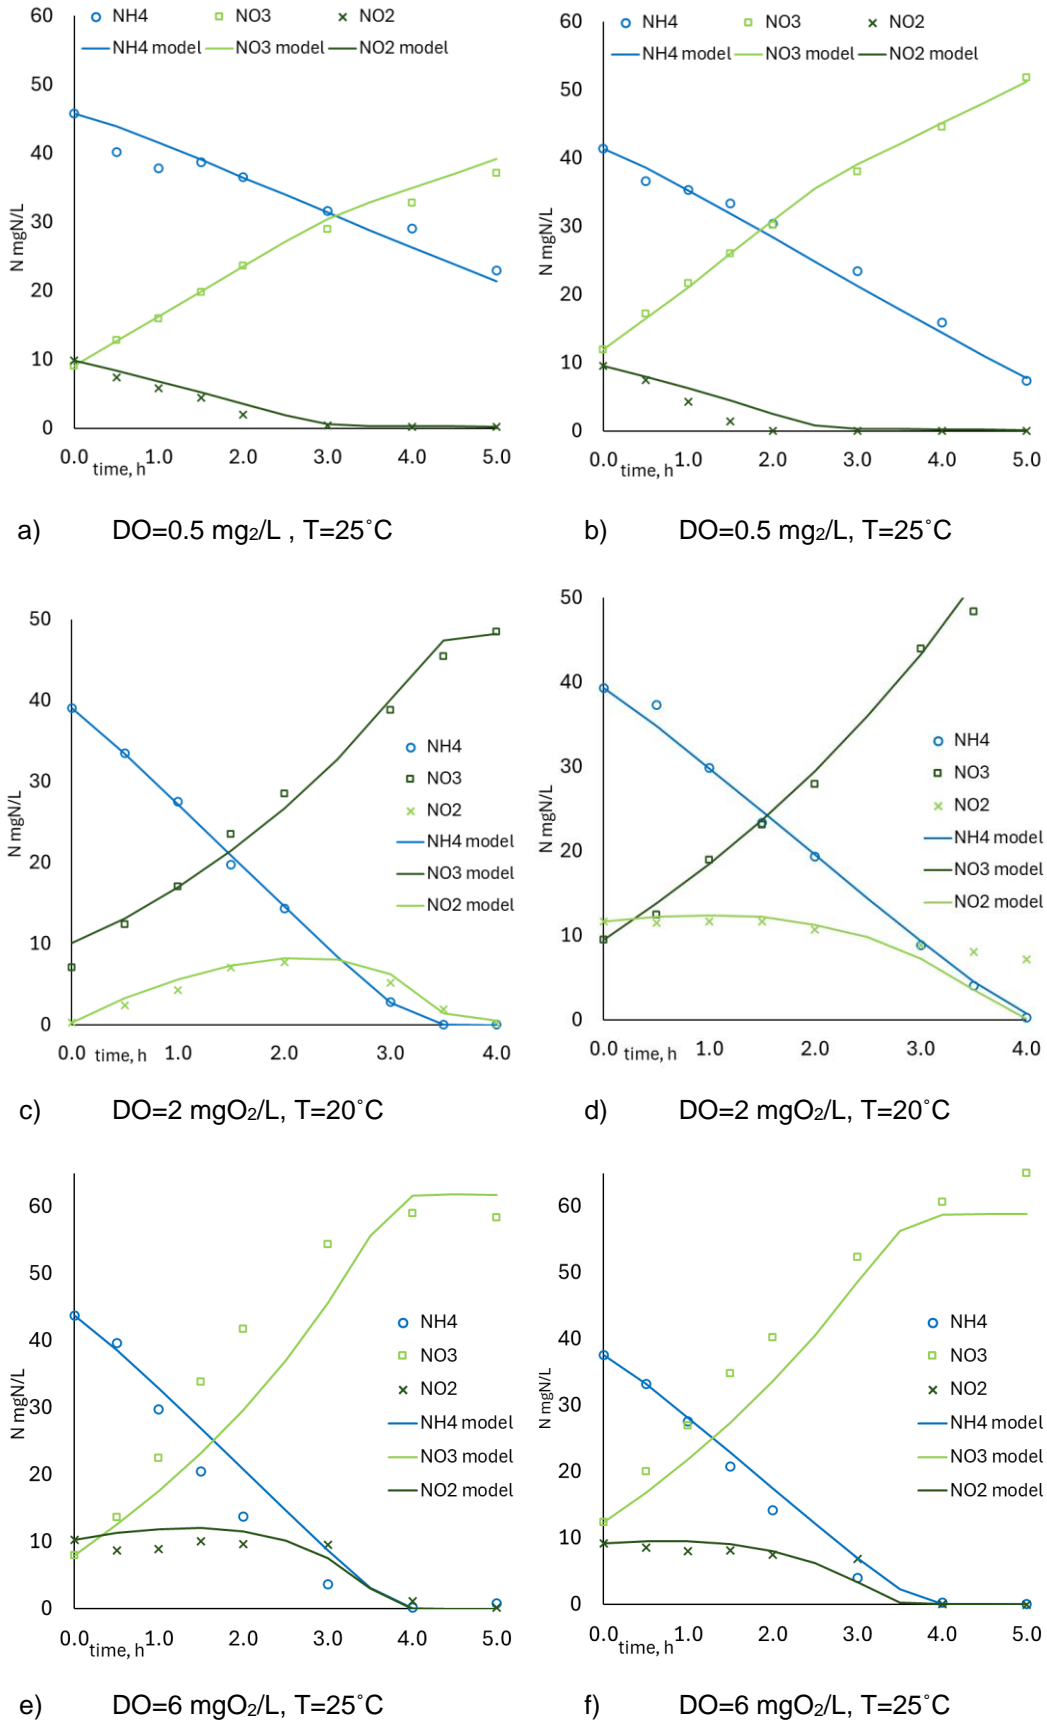 60
NH4
NO3
NO2
NH4 model
NO3 model
NO2 model
50
40
30
20
10
0
N mgN/L
0.0
1.0
2.0
3.0
4.0
5.0
time, h
60
NH4
NO3
NO2
NH4 model
NO3 model
NO2 model
50
40
30
20
10
0
N mgN/L
0.0
1.0
2.0
3.0
4.0
5.0
time, h
a) DO=0.5 mg2/L , T=25˚C
b) DO=0.5 mg2/L, T=25˚C
50
40
30
20
10
0
N mgN/L
NH4
NO3
NO2
NH4 model
NO3 model
NO2 model
0.0
1.0
2.0
3.0
4.0
time, h
50
40
30
20
10
0
N mgN/L
NH4
NO3
NO2
NH4 model
NO3 model
NO2 model
0.0
1.0
2.0
3.0
4.0
time, h
c) DO=2 mgO2/L, T=20˚C
d) DO=2 mgO2/L, T=20˚C
60
50
40
30
20
10
0
N mgN/L
NH4
NO3
NO2
NH4 model
NO3 model
NO2 model
0.0
1.0
2.0
3.0
4.0
5.0
time, h
60
50
40
30
20
10
0
N mgN/L
NH4
NO3
NO2
NH4 model
NO3 model
NO2 model
0.0
1.0
2.0
3.0
4.0
5.0
time, h
e) DO=6 mgO2/L, T=25˚C
f) DO=6 mgO2/L, T=25˚C